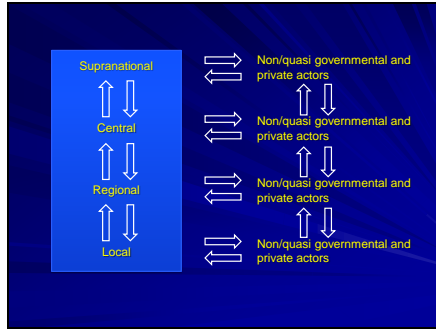 Supranational
Non/quasi governmental and
private actors
Central
Non/quasi governmental and
private actors
Regional
Non/quasi governmental and
private actors
Local
Non/quasi governmental and
private actors